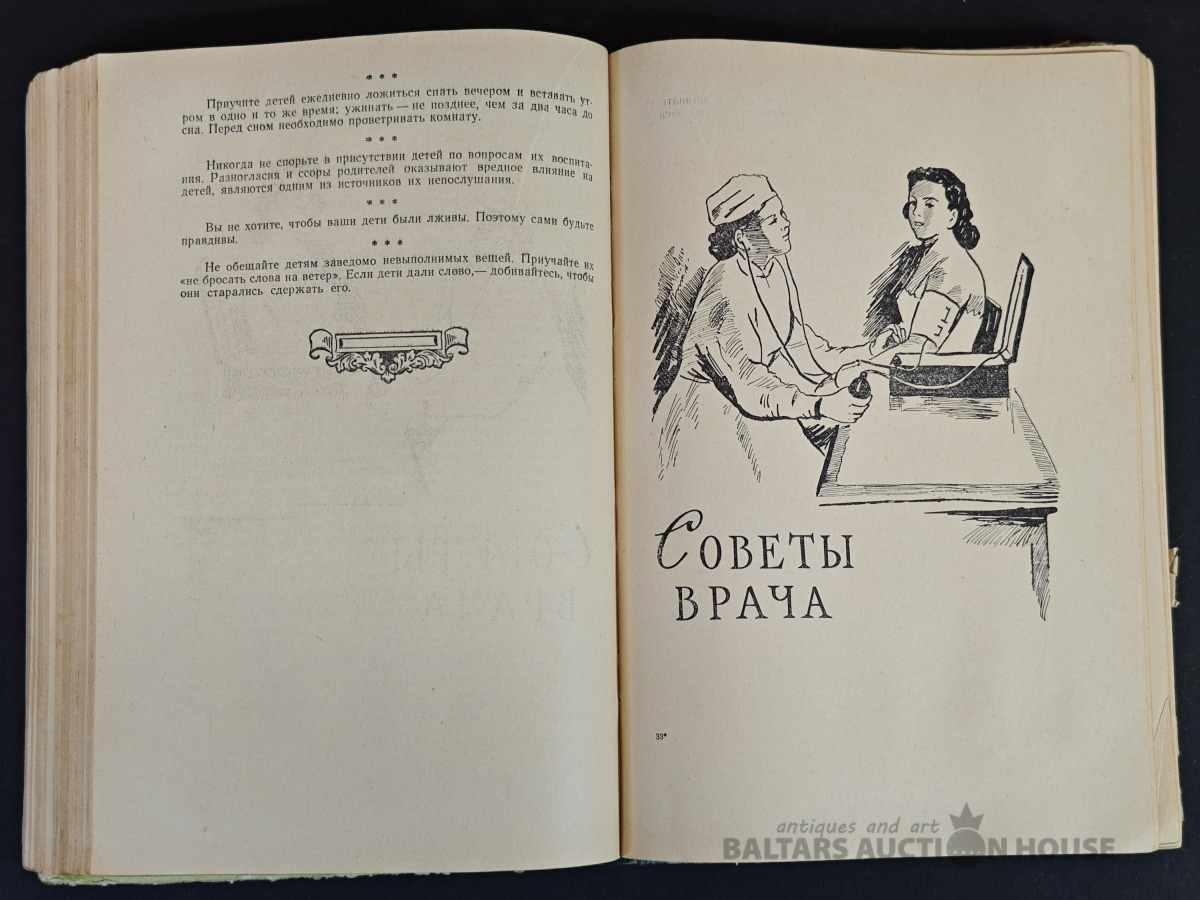 * * *
Приучите детей ежедневно ложиться спать вечером и вставать ут-
ром в одно и то же время; ужинать — не позднее, чем за два часа до
сна. Перед сном необходимо проветривать комнату.
* * *
Никогда не спорьте в присутствии детей по вопросам их воспита-
ния. Разногласия и ссоры родителей оказывают вредное влияние на
детей, являются одним из источников их непослушания.
* * *
Вы не хотите, чтобы ваши дети были лживы. Поэтому сами будьте
правдивы.
* * *
Не обещайте детям заведомо невыполнимых вещей. Приучайте их
«не бросать слова на ветер». Если дети дали слово,— добивайтесь, чтобы
они старались сдержать его.
Советы
врача
33*
antiques and art
BALTARS AUCTION HOUSE